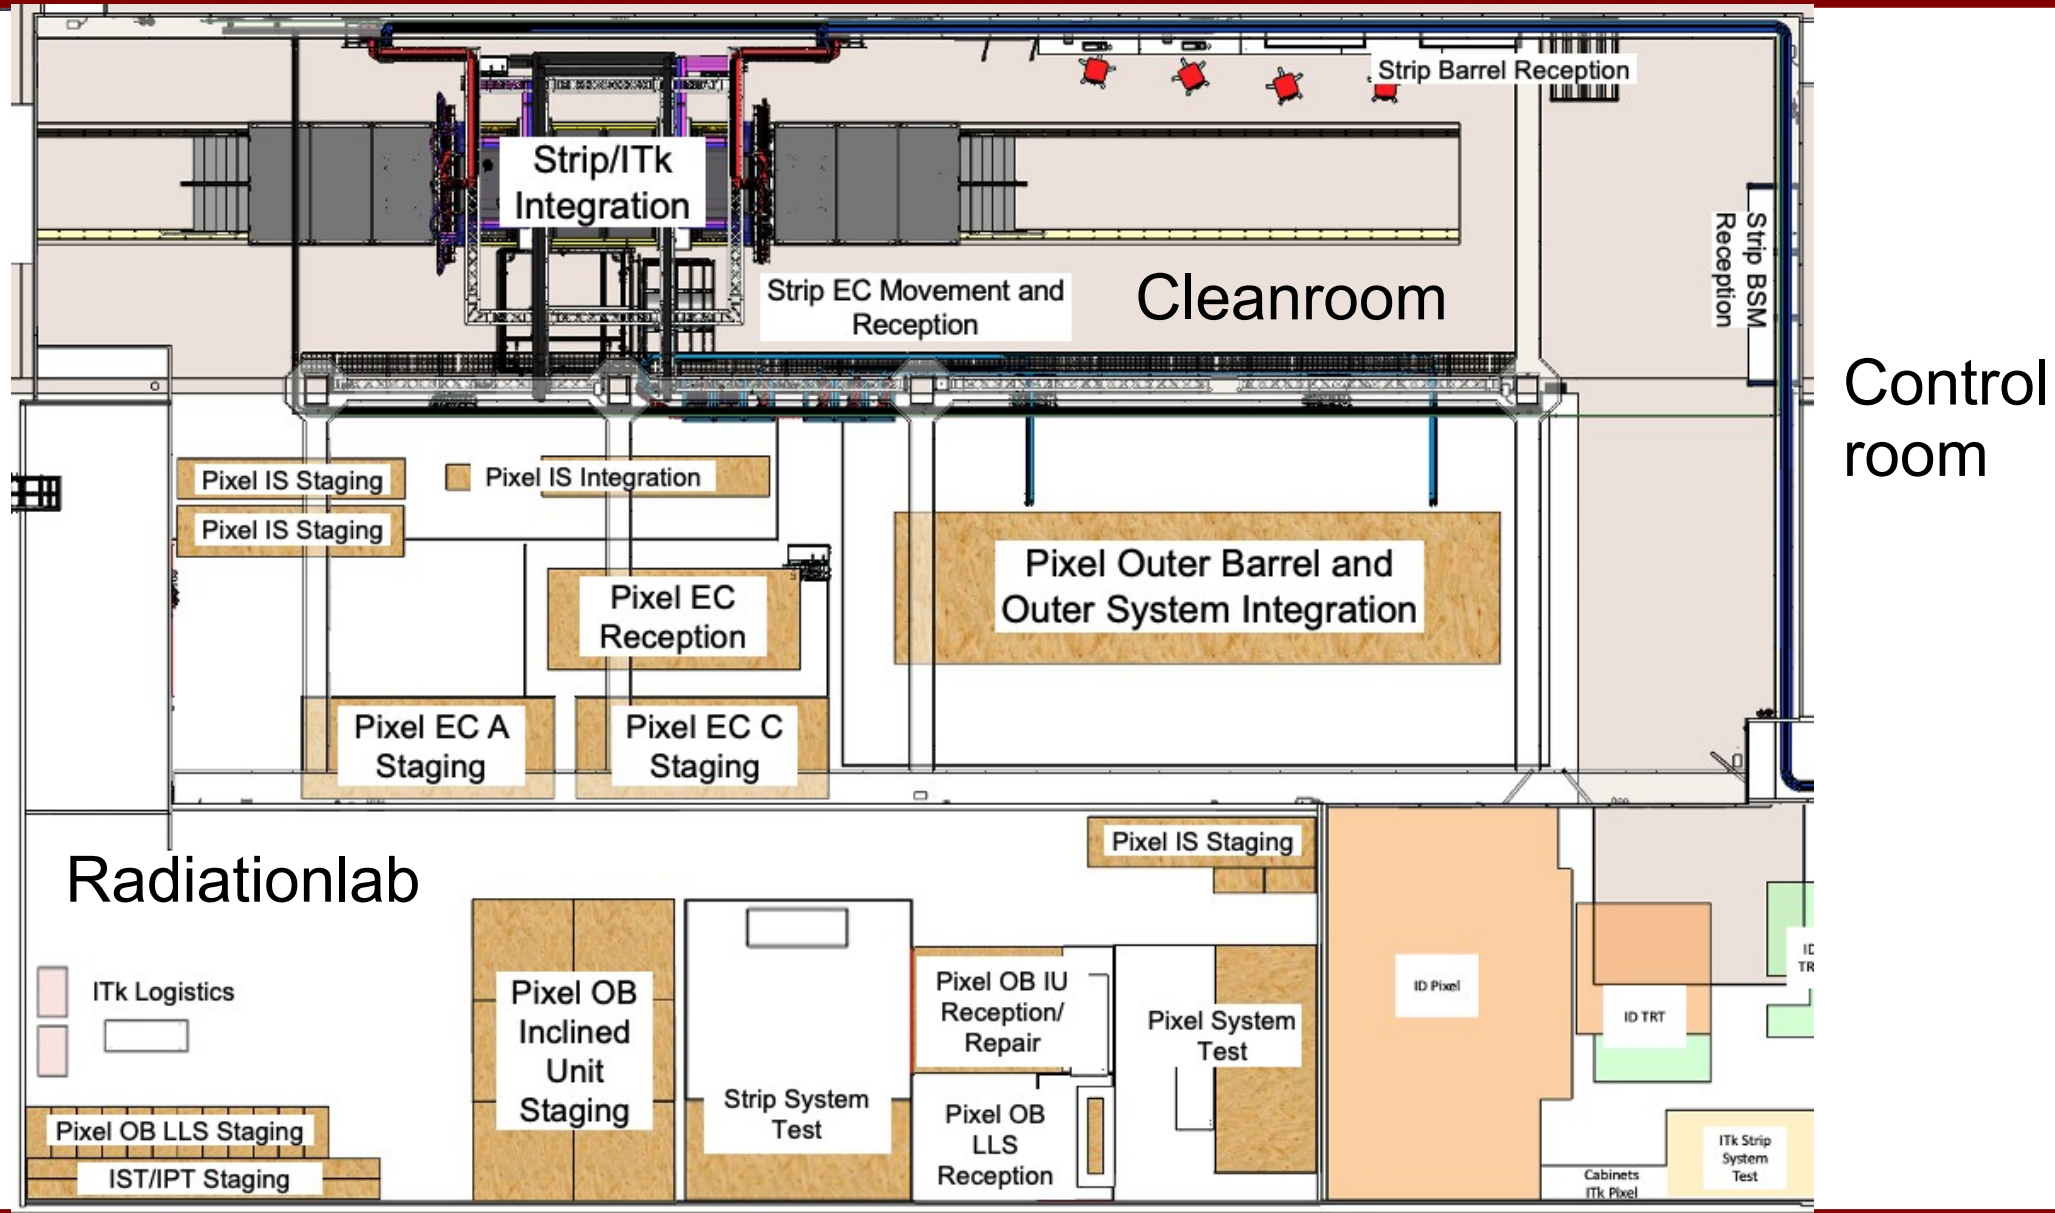 Strip Barrel Reception
Strip/ITk
Integration
Strip BSM
Reception
Strip EC Movement and
Reception
Cleanroom
Control
room
Pixel IS Staging
Pixel IS Integration
Pixel IS Staging
Pixel Outer Barrel and
Outer System Integration
Pixel EC
Reception
Pixel EC A
Staging
Pixel EC C
Staging
Pixel IS Staging
Radiationlab
ITk Logistics
Pixel OB
Inclined
Unit
Staging
Pixel OB IU
Reception/
Repair
Pixel System
Test
ID Pixel
ID TRT
ID
TR
Strip System
Test
Pixel OB
LLS
Reception
Pixel OB LLS Staging
IST/IPT Staging
ITk Strip
System
Test
Cabinets
ITk Pixel